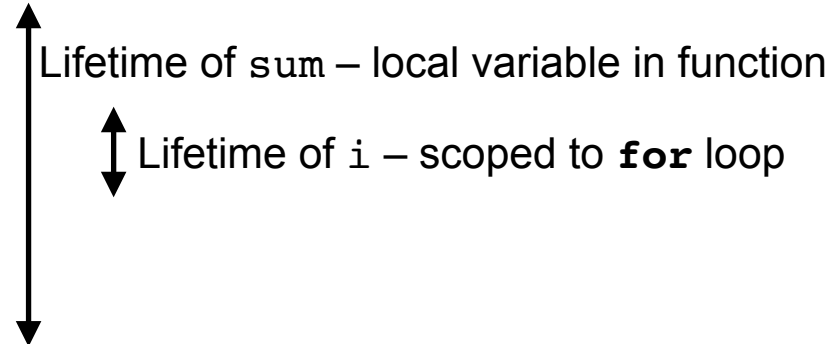 Lifetime of sum – local variable in function
Lifetime of i – scoped to for loop